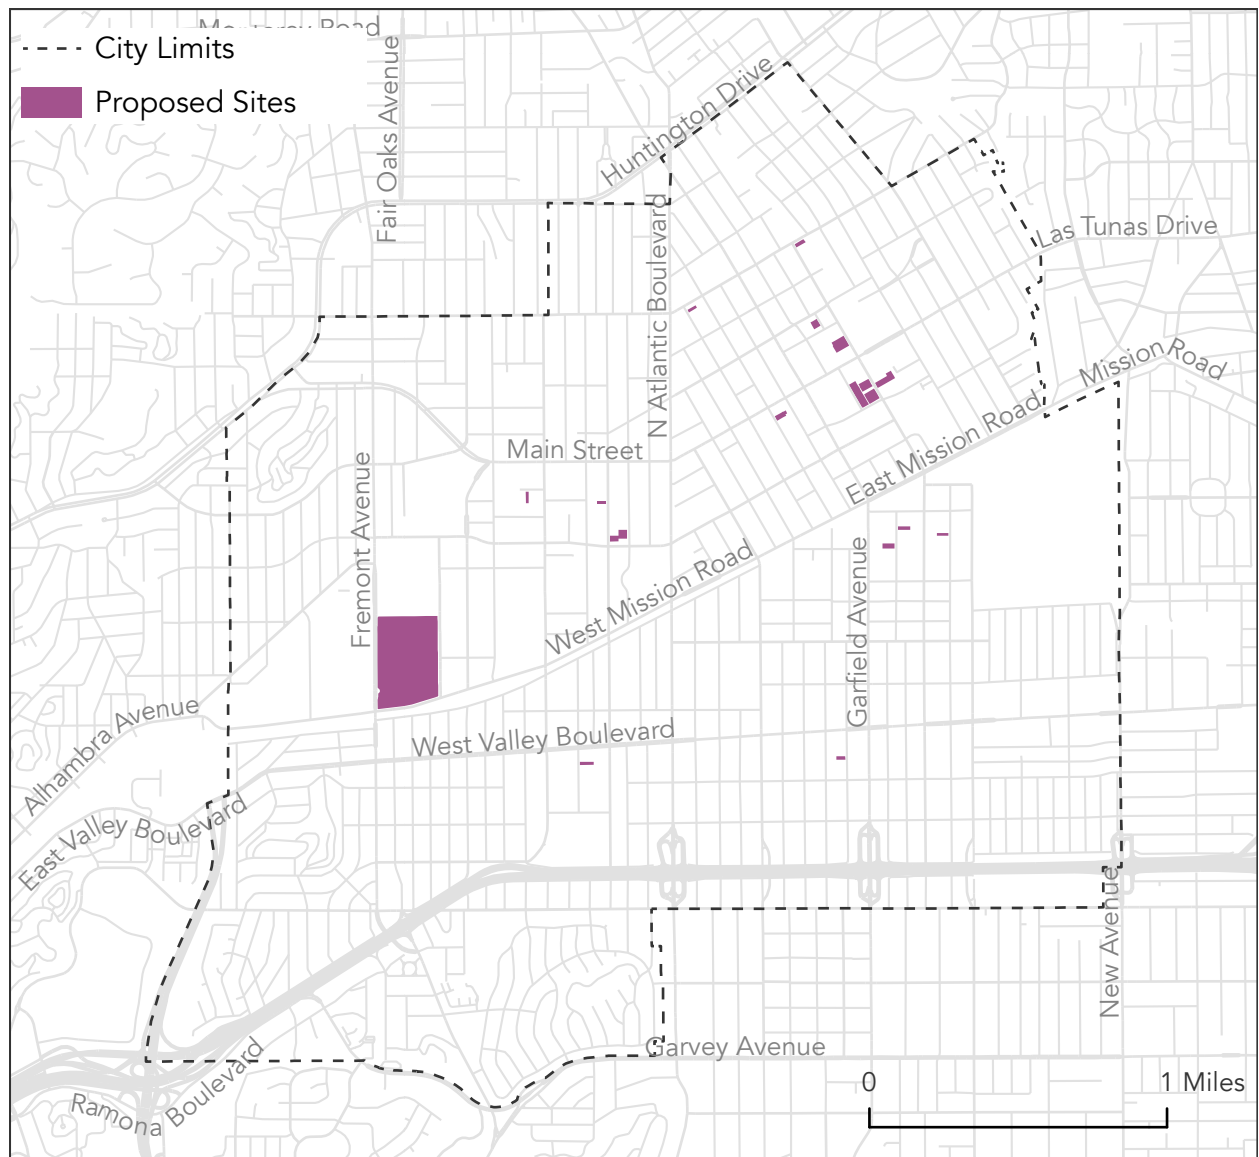 Monterey Road
City Limits
Proposed Sites
Fair Oaks Avenue
Huntington Drive
N Atlantic Boulevard
Las Tunas Drive
Mission Road
Main Street
East Mission Road
Fremont Avenue
West Mission Road
Garfield Avenue
Alhambra Avenue
West Valley Boulevard
East Valley Boulevard
New Avenue
Garvey Avenue
Ramona Boulevard
0 1 Miles